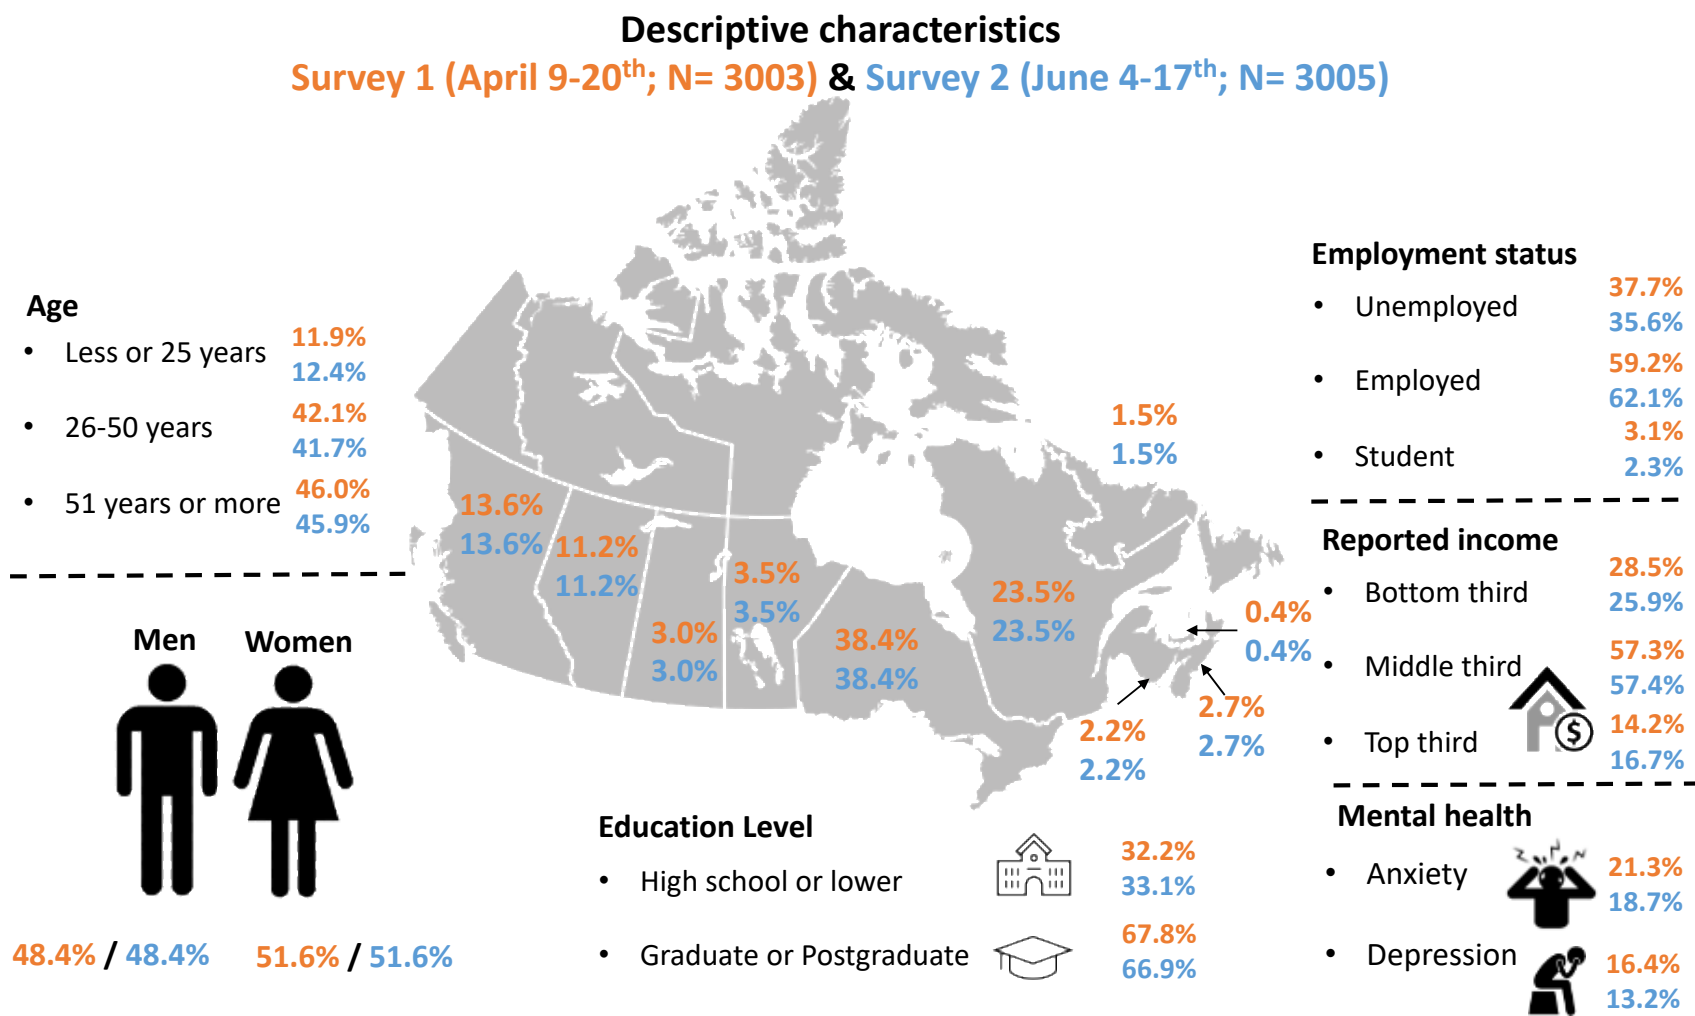 Descriptive characteristics
Survey 1 (April 9-20th; N= 3003) & Survey 2 (June 4-17th; N= 3005)
Age
• Less or 25 years
11.9%
12.4%
• 26-50 years
42.1%
41.7%
• 51 years or more
46.0%
45.9%
Men
Women
48.4% / 48.4%
51.6% / 51.6%
13.6%
13.6%
11.2%
11.2%
3.0%
3.0%
3.5%
3.5%
38.4%
38.4%
23.5%
23.5%
1.5%
1.5%
0.4%
0.4%
2.7%
2.7%
2.2%
2.2%
Education Level
• High school or lower
32.2%
33.1%
• Graduate or Postgraduate
67.8%
66.9%
Employment status
• Unemployed
37.7%
35.6%
• Employed
59.2%
62.1%
• Student
3.1%
2.3%
Reported income
• Bottom third
28.5%
25.9%
• Middle third
57.3%
57.4%
• Top third
14.2%
16.7%
$
Mental health
• Anxiety
21.3%
18.7%
• Depression
16.4%
13.2%